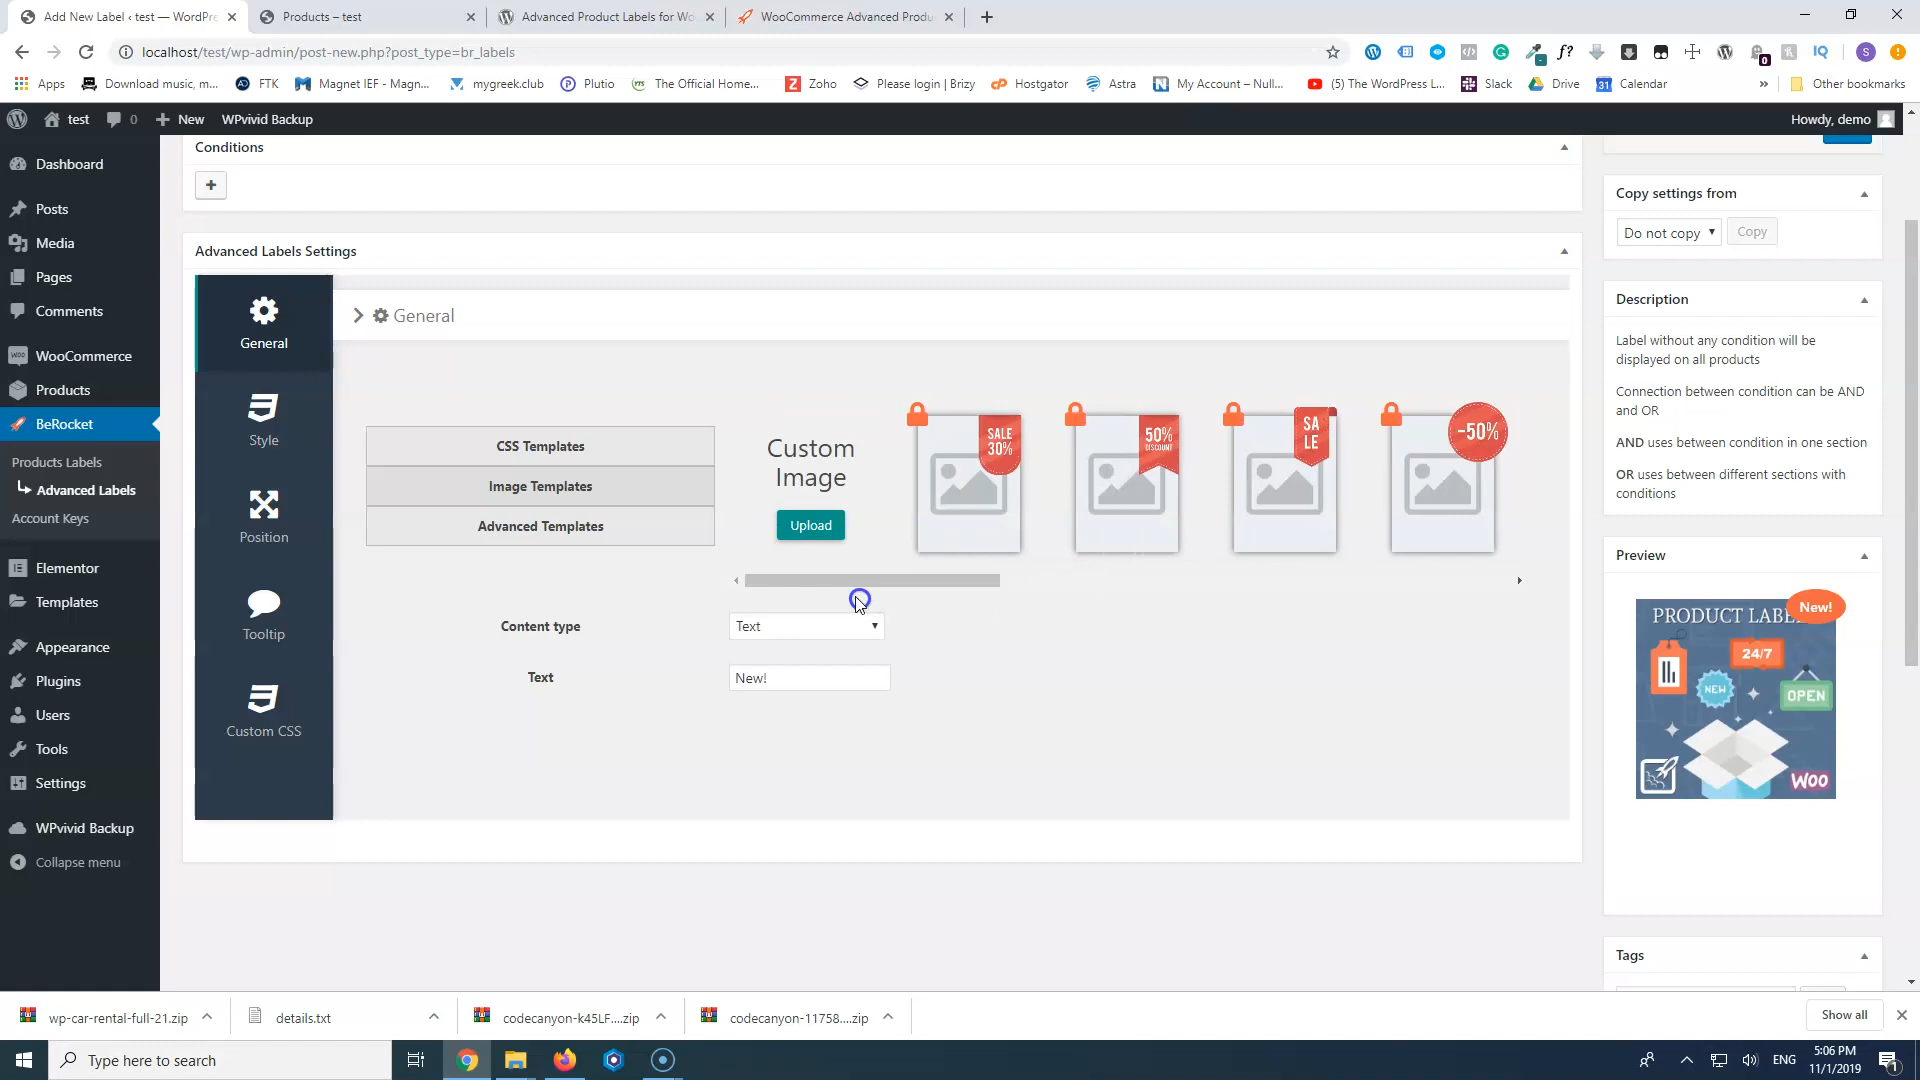 Add New Label ‹ test — WordPre
Products – test
Advanced Product Labels for Wo
WooCommerce Advanced Produ
localhost/test/wp-admin/post-new.php?post_type=br_labels
Apps
Download music, m...
FTK
Magnet IEF - Magn...
mygreek.club
Plutio
The Official Home...
Zoho
Please login | Brizy
Hostgator
Astra
My Account – Null...
(5) The WordPress L...
Slack
Drive
31
Calendar
»
Other bookmarks
test
0
New
WPvivid Backup
Howdy, demo
Dashboard
Posts
Media
Pages
Comments
WooCommerce
Products
BeRocket
Products Labels
Advanced Labels
Account Keys
Elementor
Templates
Appearance
Plugins
Users
Tools
Settings
WPvivid Backup
Collapse menu
Conditions
+
Advanced Labels Settings
General
Style
Position
Tooltip
Custom CSS
General
CSS Templates
Image Templates
Advanced Templates
Custom
Image
Upload
SALE
30%
50%
DISCOUNT
SA
LE
-50%
Content type
Text
Text
New!
Copy settings from
Do not copy
Copy
Description
Label without any condition will be
displayed on all products
Connection between condition can be AND
and OR
AND uses between condition in one section
OR uses between different sections with
conditions
Preview
New!
PRODUCT LABE
24/7
NEW
OPEN
WOO
Tags
wp-car-rental-full-21.zip
details.txt
codecanyon-k45LF....zip
codecanyon-11758....zip
Show all
Type here to search
ENG
5:06 PM
11/1/2019